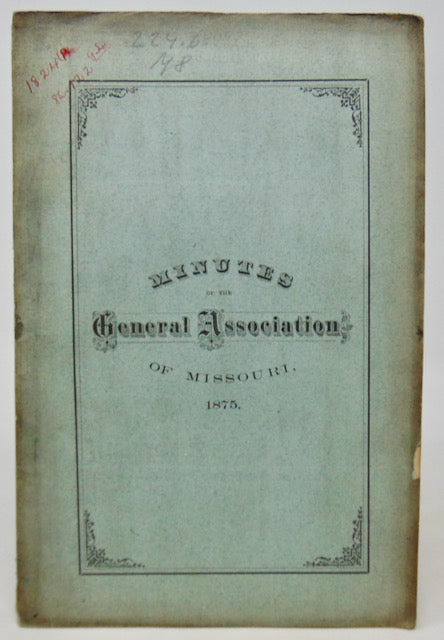 MINUTES
OF THE
General Association,
OF MISSOURI.
1875.